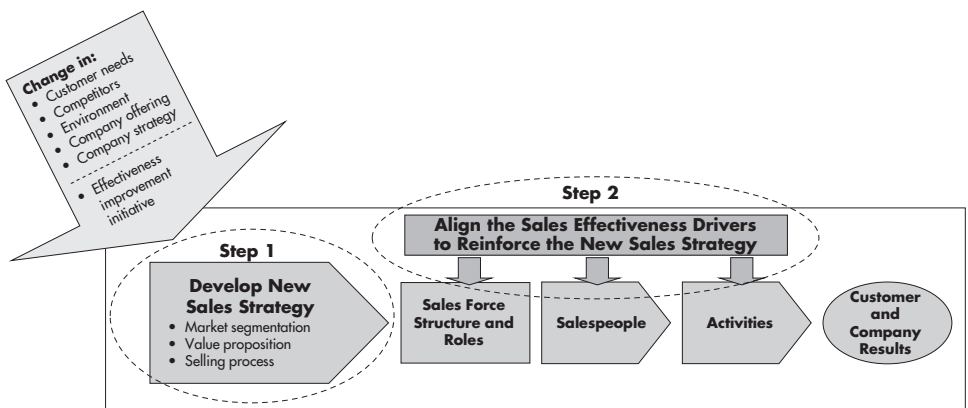 Change in:
• Customer needs
• Competitors
• Environment
• Company offering
• Company strategy
• Effectiveness
improvement
initiative
Step 1
Develop New
Sales Strategy
• Market segmentation
• Value proposition
• Selling process
Step 2
Align the Sales Effectiveness Drivers
to Reinforce the New Sales Strategy
Sales Force
Structure and
Roles
Salespeople
Activities
Customer
and
Company
Results